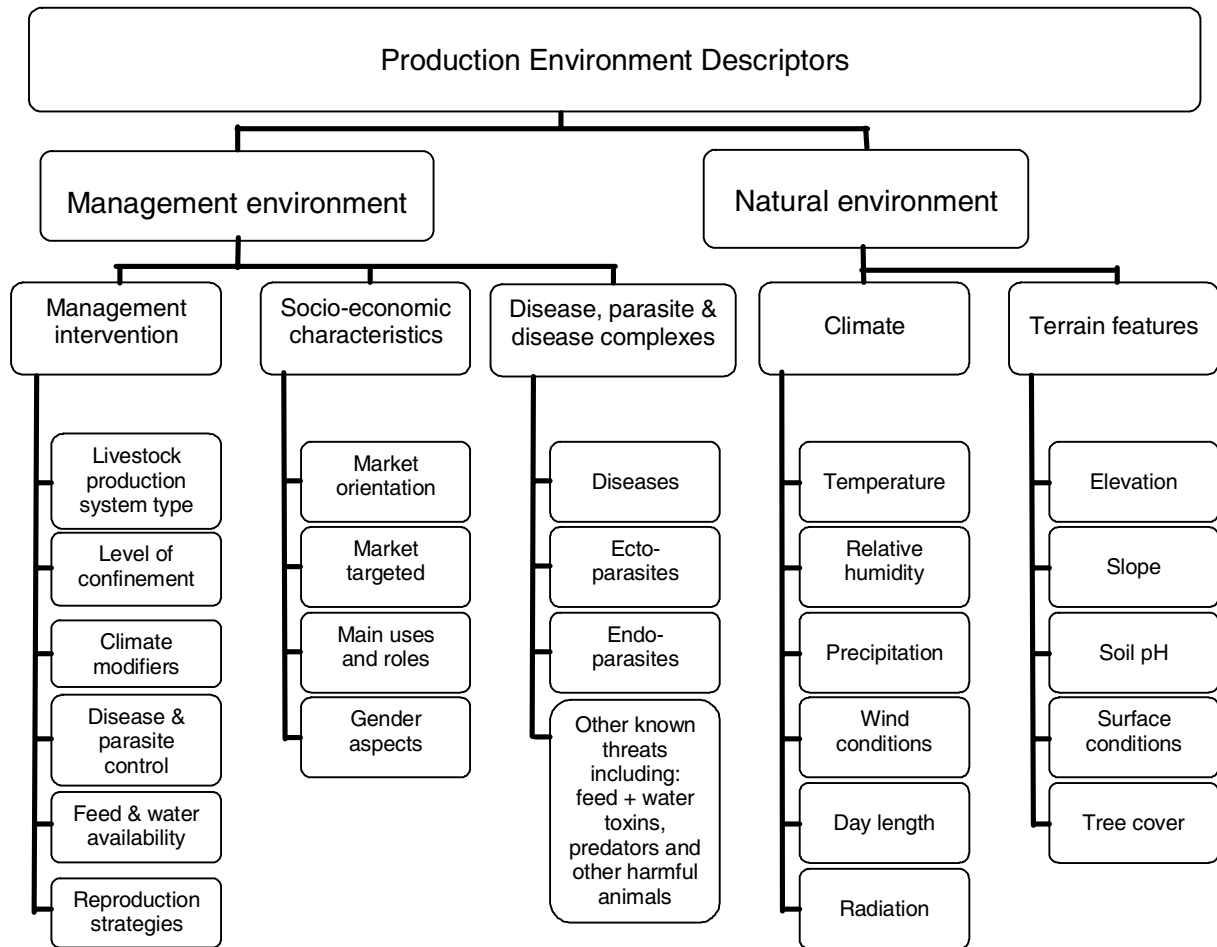 Production Environment Descriptors
Management environment
Natural environment
Management
intervention
Socio-economic
characteristics
Disease, parasite &
disease complexes
Climate
Terrain features
Livestock
production
system type
Level of
confinement
Climate
modifiers
Disease &
parasite
control
Feed & water
availability
Reproduction
strategies
Market
orientation
Market
targeted
Main uses
and roles
Gender
aspects
Diseases
Ecto-
parasites
Endo-
parasites
Other known
threats
including:
feed + water
toxins,
predators and
other harmful
animals
Temperature
Relative
humidity
Precipitation
Wind
conditions
Day length
Radiation
Elevation
Slope
Soil pH
Surface
conditions
Tree cover